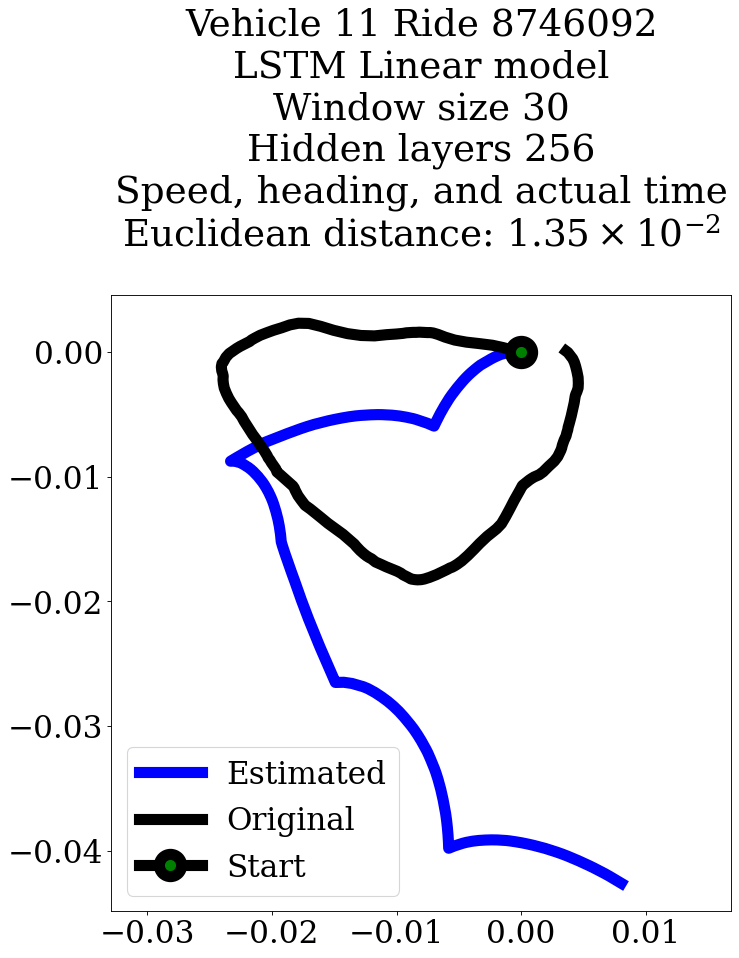 Vehicle 11 Ride 8746092
LSTM Linear model
Window size 30
Hidden layers 256
Speed, heading, and actual time
Euclidean distance: 1.35 × 10⁻²
0.00
−0.01
−0.02
−0.03
−0.04
Estimated
Original
Start
−0.03 −0.02 −0.01 0.00 0.01